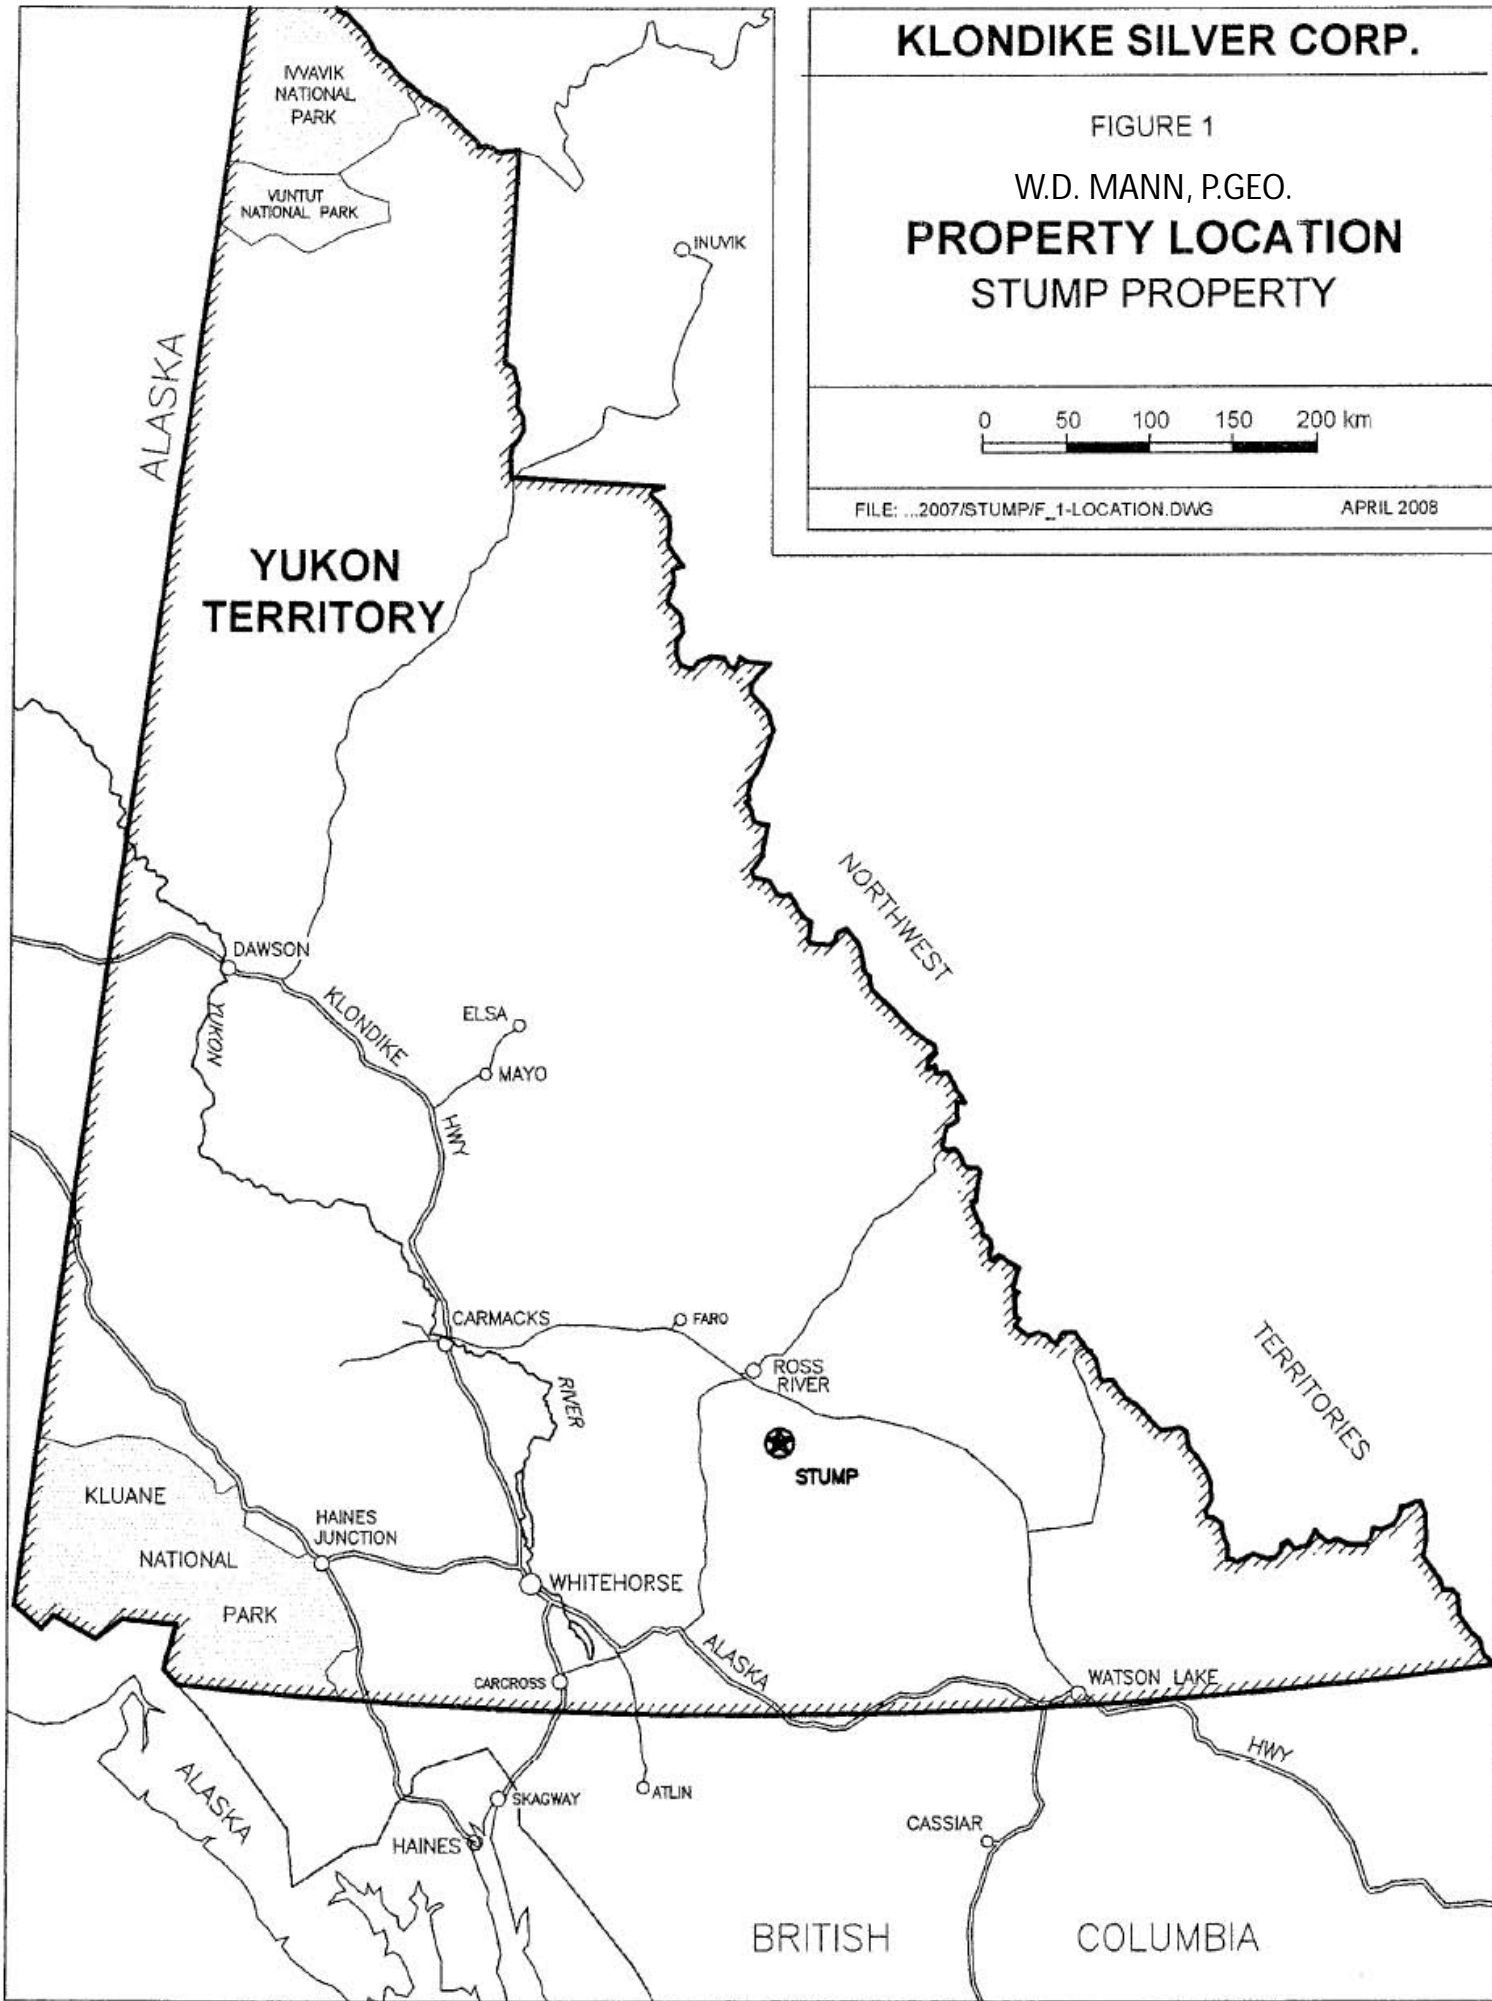 KLONDIKE SILVER CORP.
FIGURE 1
W.D. MANN, P.GEO.
PROPERTY LOCATION
STUMP PROPERTY
0 50 100 150 200 km
FILE: ...2007/STUMP/F_1-LOCATION.DWG APRIL 2008
IVVAVIK
NATIONAL
PARK
VUNTUT
NATIONAL PARK
INUVIK
ALASKA
YUKON
TERRITORY
NORTHWEST
DAWSON
KLONDIKE
YUKON
ELSA
MAYO
HWY
CARMACKS
FARO
ROSS
RIVER
RIVER
TERRITORIES
STUMP
KLUANE
NATIONAL
PARK
HAINES
JUNCTION
WHITEHORSE
ALASKA
CARCROSS
WATSON LAKE
HWY
ALASKA
SKAGWAY
ATLIN
HAINES
CASSIAR
BRITISH COLUMBIA